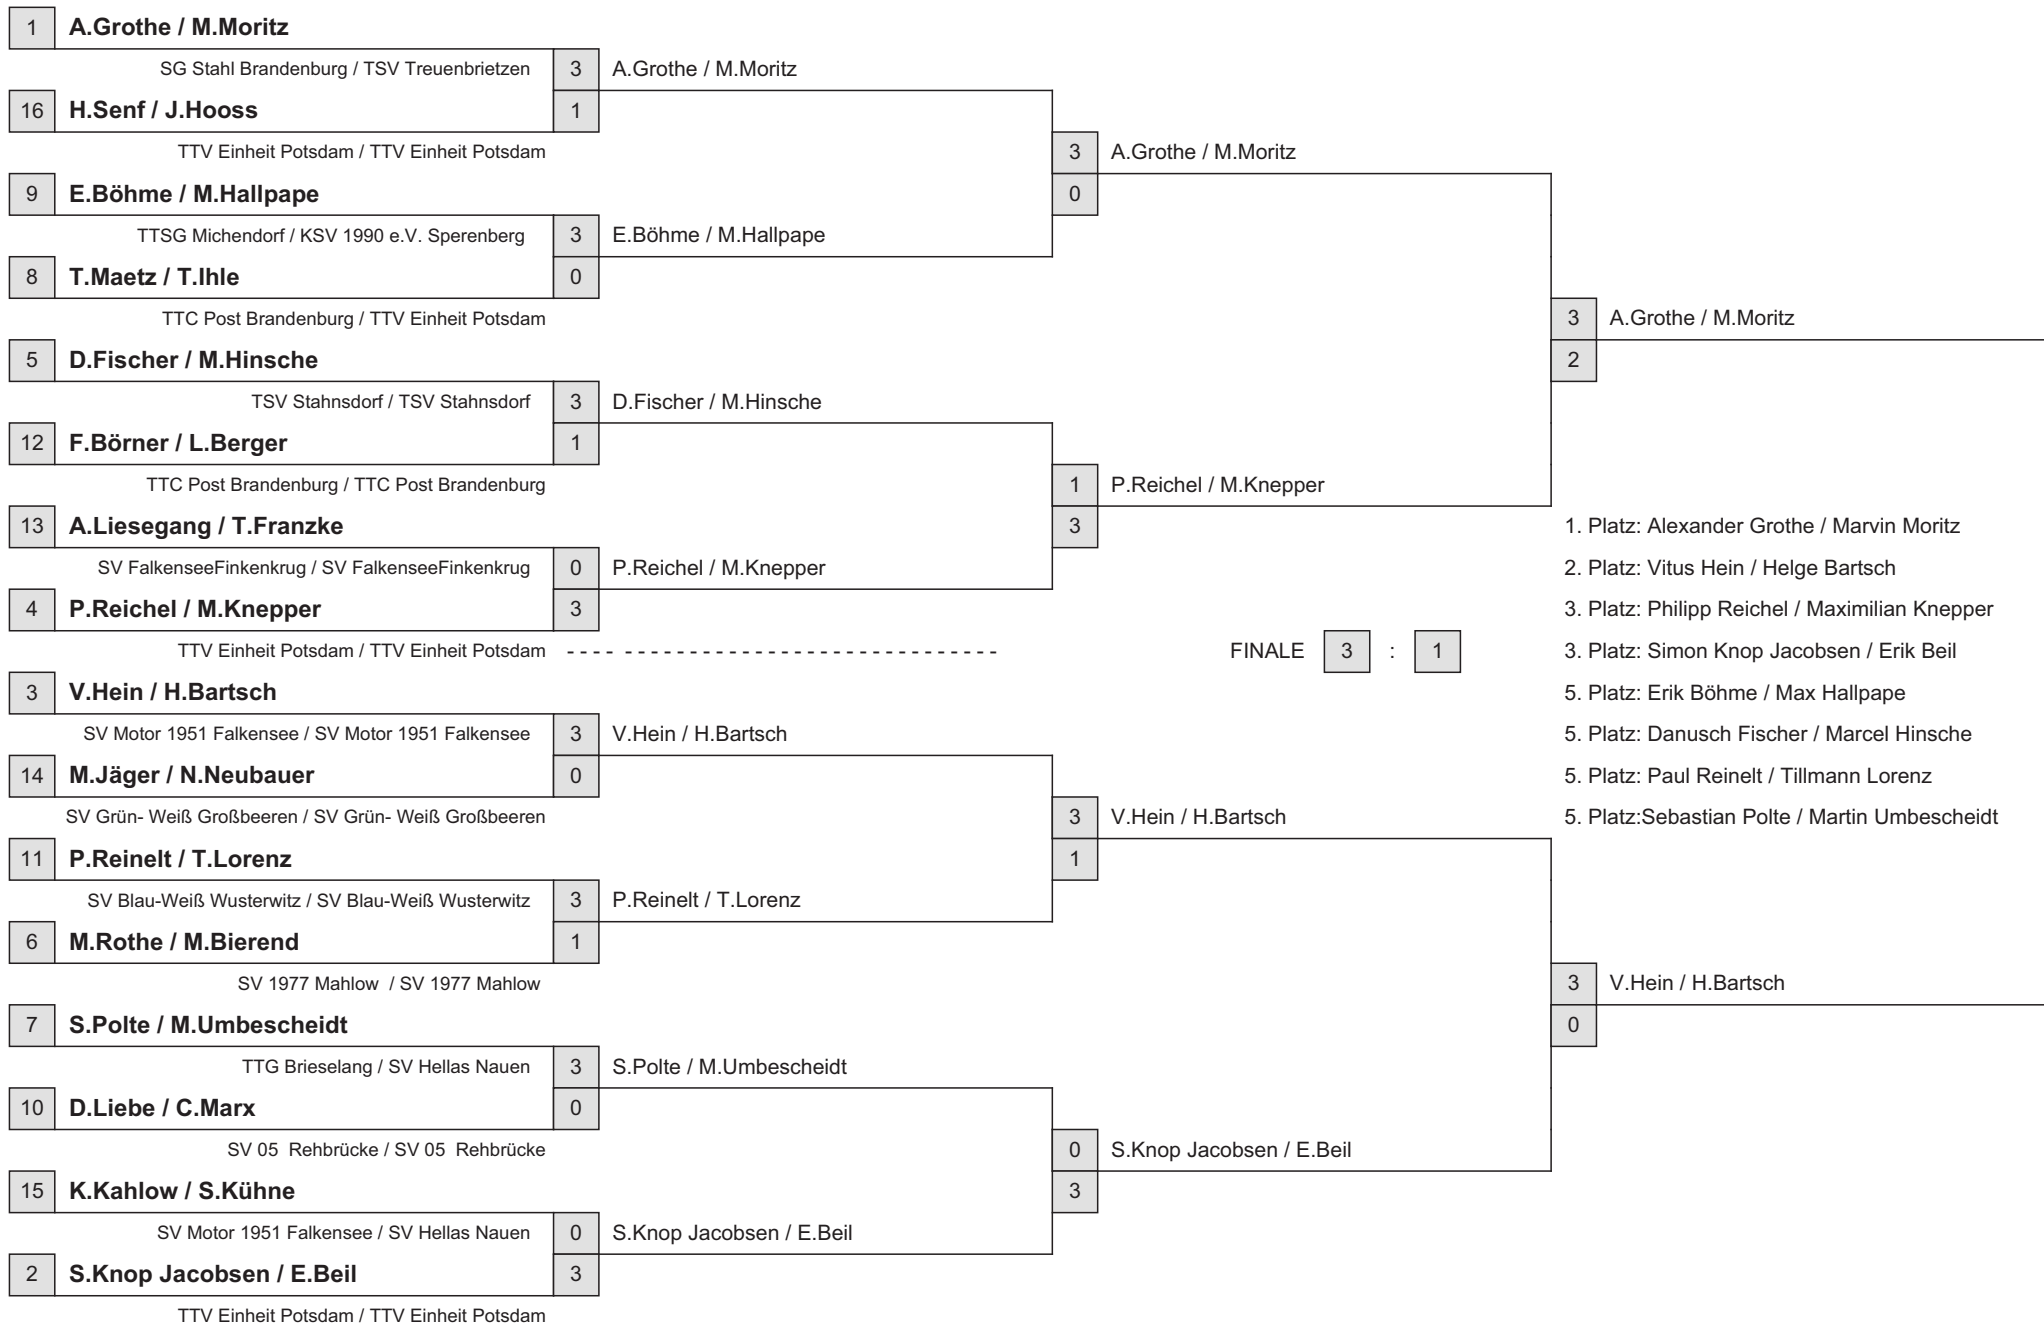 1 A.Grothe / M.Moritz
SG Stahl Brandenburg / TSV Treuenbrietzen 3 A.Grothe / M.Moritz
16 H.Senf / J.Hooss 1
TTV Einheit Potsdam / TTV Einheit Potsdam 3 A.Grothe / M.Moritz
9 E.Böhme / M.Hallpape 0
TTSG Michendorf / KSV 1990 e.V. Sperenberg 3 E.Böhme / M.Hallpape
8 T.Maetz / T.Ihle 0
TTC Post Brandenburg / TTV Einheit Potsdam 3 A.Grothe / M.Moritz
5 D.Fischer / M.Hinsche 2
TSV Stahnsdorf / TSV Stahnsdorf 3 D.Fischer / M.Hinsche
12 F.Börner / L.Berger 1
TTC Post Brandenburg / TTC Post Brandenburg 1 P.Reichel / M.Knepper
13 A.Liesegang / T.Franzke 3 1. Platz: Alexander Grothe / Marvin Moritz
SV FalkenseeFinkenkrug / SV FalkenseeFinkenkrug 0 P.Reichel / M.Knepper 2. Platz: Vitus Hein / Helge Bartsch
4 P.Reichel / M.Knepper 3 3. Platz: Philipp Reichel / Maximilian Knepper
TTV Einheit Potsdam / TTV Einheit Potsdam - - - - - - - - - - - - - - - - - - - - - - - - - - - - - - - - - FINALE 3 : 1 3. Platz: Simon Knop Jacobsen / Erik Beil
3 V.Hein / H.Bartsch 5. Platz: Erik Böhme / Max Hallpape
SV Motor 1951 Falkensee / SV Motor 1951 Falkensee 3 V.Hein / H.Bartsch 5. Platz: Danusch Fischer / Marcel Hinsche
14 M.Jäger / N.Neubauer 0 5. Platz: Paul Reinelt / Tillmann Lorenz
SV Grün- Weiß Großbeeren / SV Grün- Weiß Großbeeren 3 V.Hein / H.Bartsch 5. Platz:Sebastian Polte / Martin Umbescheidt
11 P.Reinelt / T.Lorenz 1
SV Blau-Weiß Wusterwitz / SV Blau-Weiß Wusterwitz 3 P.Reinelt / T.Lorenz
6 M.Rothe / M.Bierend 1
SV 1977 Mahlow / SV 1977 Mahlow 3 V.Hein / H.Bartsch
7 S.Polte / M.Umbescheidt 0
TTG Brieselang / SV Hellas Nauen 3 S.Polte / M.Umbescheidt
10 D.Liebe / C.Marx 0
SV 05 Rehbrücke / SV 05 Rehbrücke 0 S.Knop Jacobsen / E.Beil
15 K.Kahlow / S.Kühne 3
SV Motor 1951 Falkensee / SV Hellas Nauen 0 S.Knop Jacobsen / E.Beil
2 S.Knop Jacobsen / E.Beil 3
TTV Einheit Potsdam / TTV Einheit Potsdam